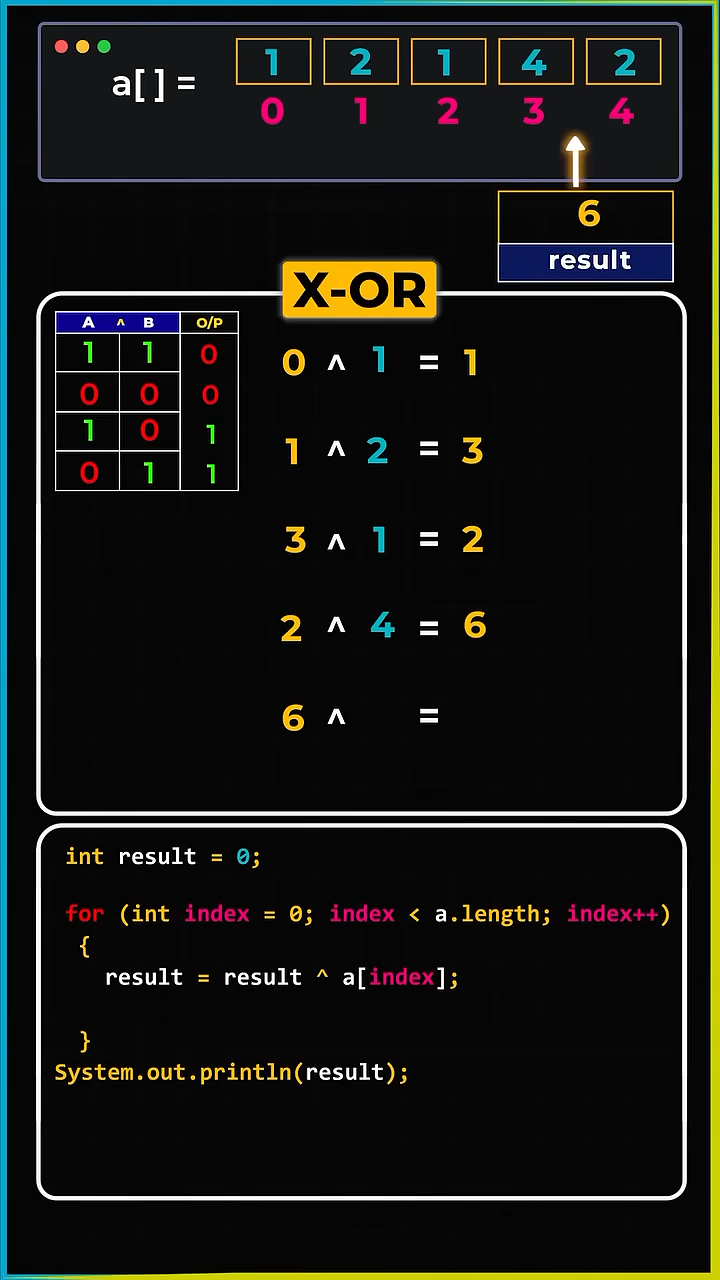 a[ ] = 1 2 1 4 2
0 1 2 3 4
6
result
X-OR
A ^ B O/P
1 1 0
0 0 0
1 0 1
0 1 1
0 ^ 1 = 1
1 ^ 2 = 3
3 ^ 1 = 2
2 ^ 4 = 6
6 ^ =
int result = 0;
for (int index = 0; index < a.length; index++)
{
result = result ^ a[index];
}
System.out.println(result);